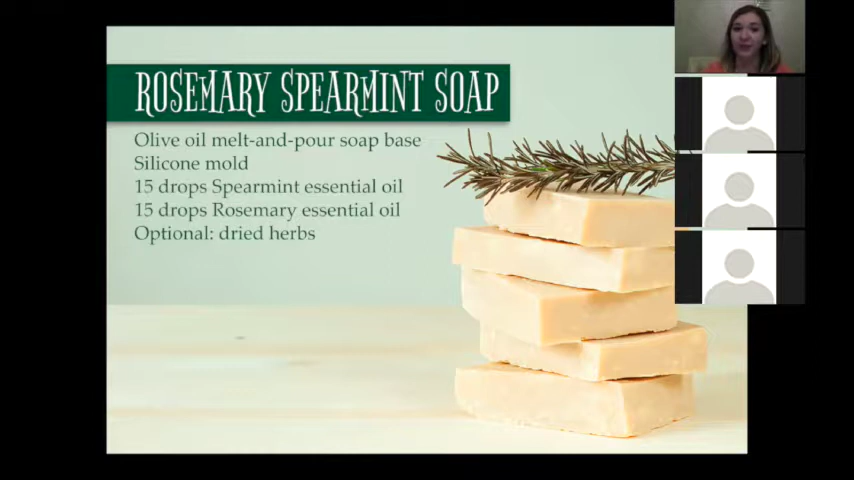 ROSEMARY SPEARMINT SOAP
Olive oil melt-and-pour soap base
Silicone mold
15 drops Spearmint essential oil
15 drops Rosemary essential oil
Optional: dried herbs